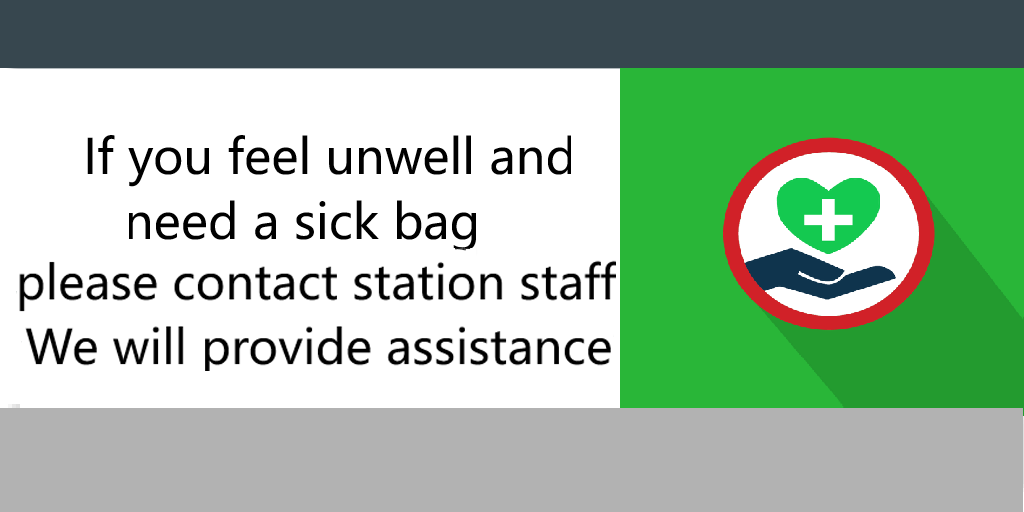 If you feel unwell and
need a sick bag
please contact station staff
We will provide assistance